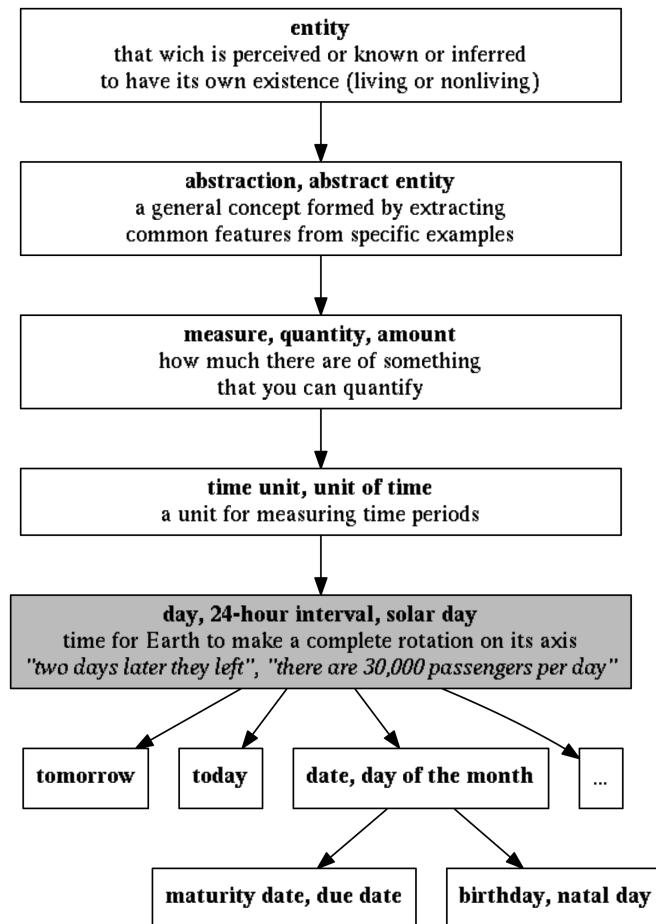 entity
that wich is perceived or known or inferred
to have its own existence (living or nonliving)
abstraction, abstract entity
a general concept formed by extracting
common features from specific examples
measure, quantity, amount
how much there are of something
that you can quantify
time unit, unit of time
a unit for measuring time periods
day, 24-hour interval, solar day
time for Earth to make a complete rotation on its axis
"two days later they left", "there are 30,000 passengers per day"
tomorrow
today
date, day of the month
...
maturity date, due date
birthday, natal day